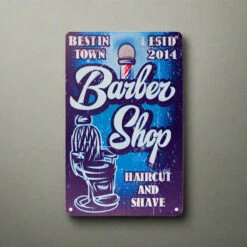 BEST IN TOWN
ESTD 2014
Barber
Shop
HAIRCUT
AND
SHAVE